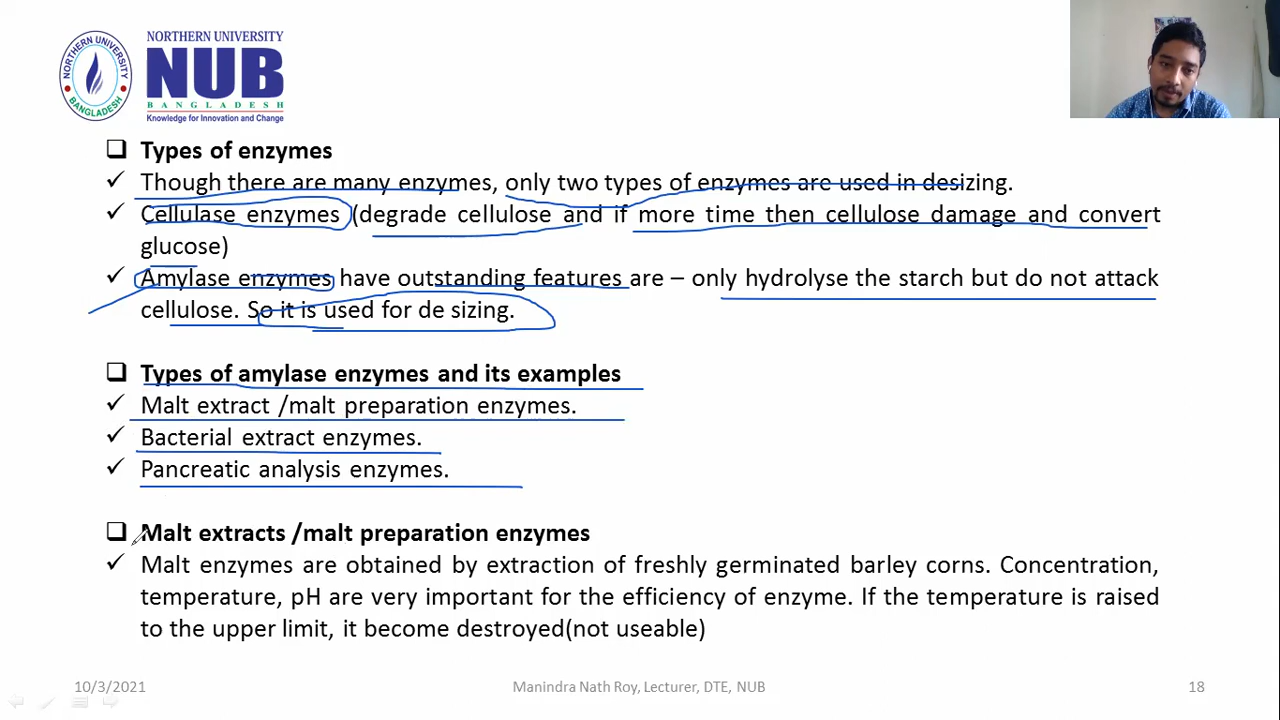 NORTHERN UNIVERSITY
NUB
BANGLADESH
Knowledge for Innovation and Change
NORTHERN UNIVERSITY
BANGLADESH
Types of enzymes
Though there are many enzymes, only two types of enzymes are used in desizing.
Cellulase enzymes (degrade cellulose and if more time then cellulose damage and convert
glucose)
Amylase enzymes have outstanding features are – only hydrolyse the starch but do not attack
cellulose. So it is used for de sizing.
Types of amylase enzymes and its examples
Malt extract /malt preparation enzymes.
Bacterial extract enzymes.
Pancreatic analysis enzymes.
Malt extracts /malt preparation enzymes
Malt enzymes are obtained by extraction of freshly germinated barley corns. Concentration,
temperature, pH are very important for the efficiency of enzyme. If the temperature is raised
to the upper limit, it become destroyed(not useable)
10/3/2021
Manindra Nath Roy, Lecturer, DTE, NUB
18